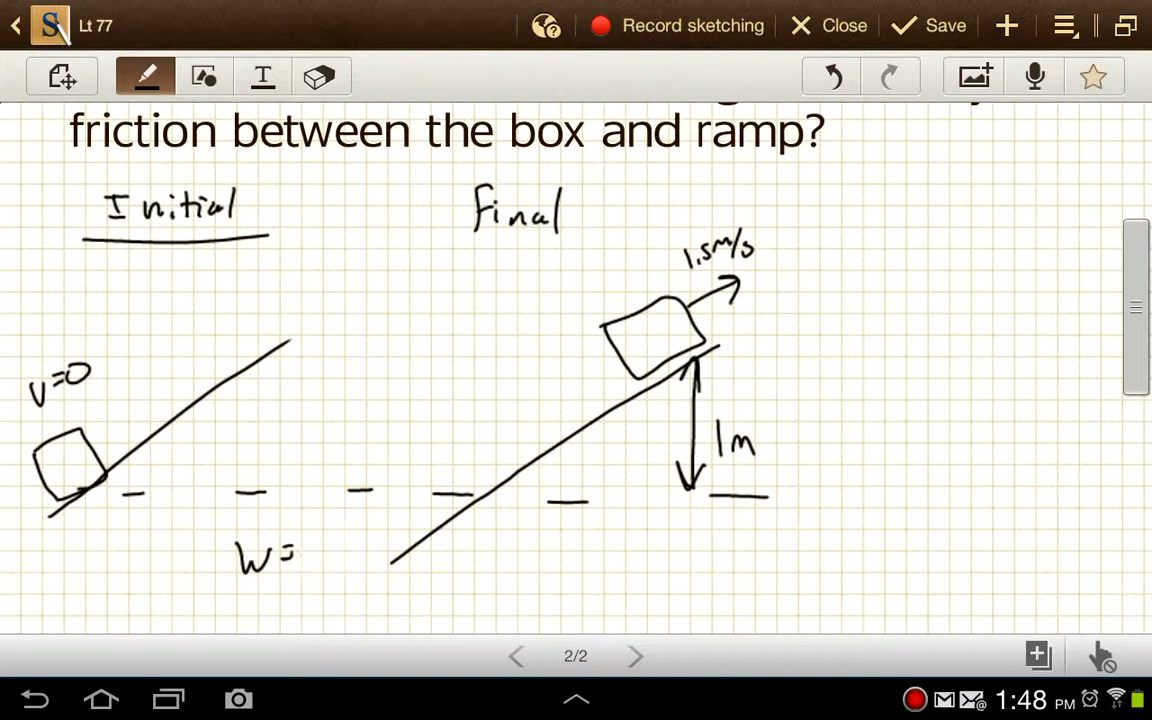 S Lt 77 Record sketching Close Save
T
friction between the box and ramp?
Initial Final
1.5m/s
v=0
1m
W=
2/2
1:48 PM